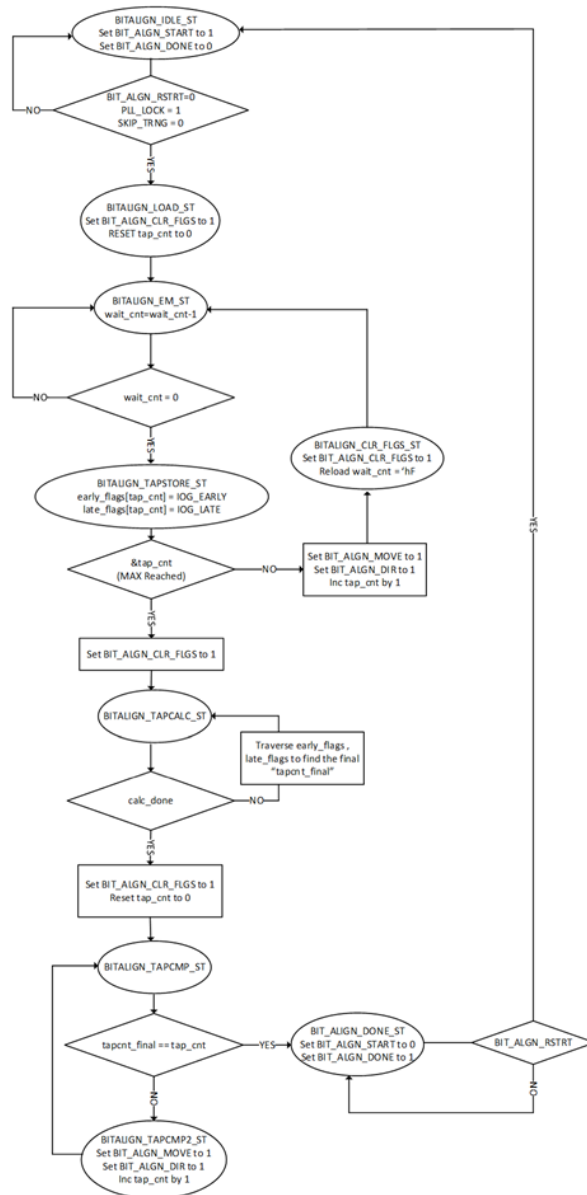 BITALIGN_IDLE_ST
Set BIT_ALGN_START to 1
Set BIT_ALGN_DONE to 0
BIT_ALGN_RSTRT=0
PLL_LOCK = 1
SKIP_TRNG = 0
NO
YES
BITALIGN_LOAD_ST
Set BIT_ALGN_CLR_FLGS to 1
RESET tap_cnt to 0
BITALIGN_EM_ST
wait_cnt=wait_cnt-1
wait_cnt = 0
NO
YES
BITALIGN_CLR_FLGS_ST
Set BIT_ALGN_CLR_FLGS to 1
Reload wait_cnt = 'hF
BITALIGN_TAPSTORE_ST
early_flags[tap_cnt] = IOG_EARLY
late_flags[tap_cnt] = IOG_LATE
YES
&tap_cnt
(MAX Reached)
NO
Set BIT_ALGN_MOVE to 1
Set BIT_ALGN_DIR to 1
Inc tap_cnt by 1
YES
Set BIT_ALGN_CLR_FLGS to 1
BITALIGN_TAPCALC_ST
Traverse early_flags ,
late_flags to find the final
"tapcnt_final"
calc_done
NO
YES
Set BIT_ALGN_CLR_FLGS to 1
Reset tap_cnt to 0
BITALIGN_TAPCMP_ST
tapcnt_final == tap_cnt
YES
BIT_ALIGN_DONE_ST
Set BIT_ALGN_START to 0
Set BIT_ALGN_DONE to 1
BIT_ALGN_RSTRT
NO
NO
BITALIGN_TAPCMP2_ST
Set BIT_ALGN_MOVE to 1
Set BIT_ALGN_DIR to 1
Inc tap_cnt by 1